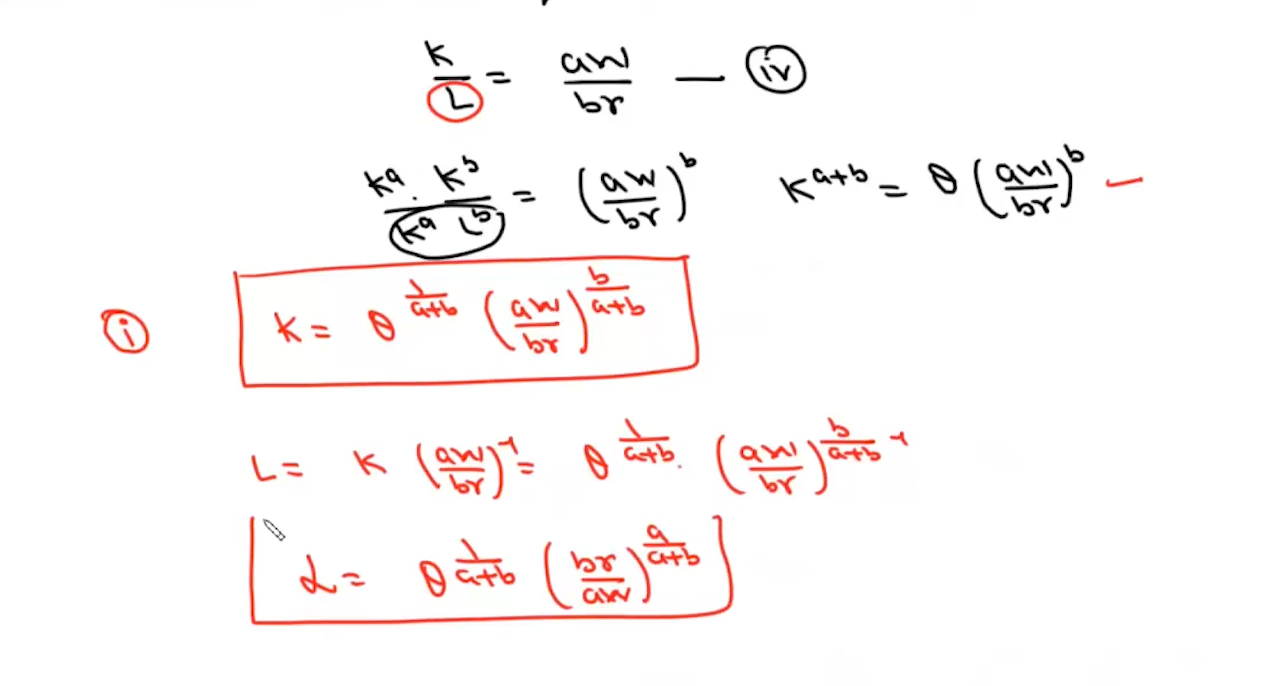 K/L = aw/br — (iv)
K^a . K^b / K^a L^b = (aw/br)^b    K^{a+b} = θ (aw/br)^b —
(i) K = θ^{1/(a+b)} (aw/br)^{b/(a+b)}
L = K (aw/br)^{-1} = θ^{1/(a+b)} . (aw/br)^{b/(a+b) -1}
L = θ^{1/(a+b)} (br/aw)^{a/(a+b)}